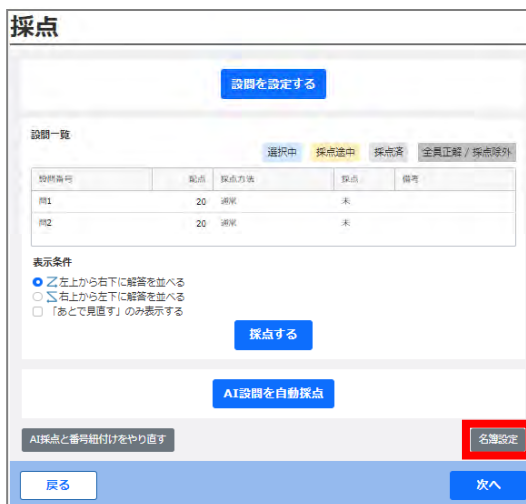 採点
設問を設定する
設問一覧
選択中 採点途中 採点済 全員正解 / 採点除外
設問番号 配点 採点方法 採点 備考
問1 20 通常 未
問2 20 通常 未
表示条件
左上から右下に解答を並べる
右上から左下に解答を並べる
「あとで見直す」のみ表示する
採点する
AI設問を自動採点
AI採点と番号紐付けをやり直す 名簿設定
戻る 次へ